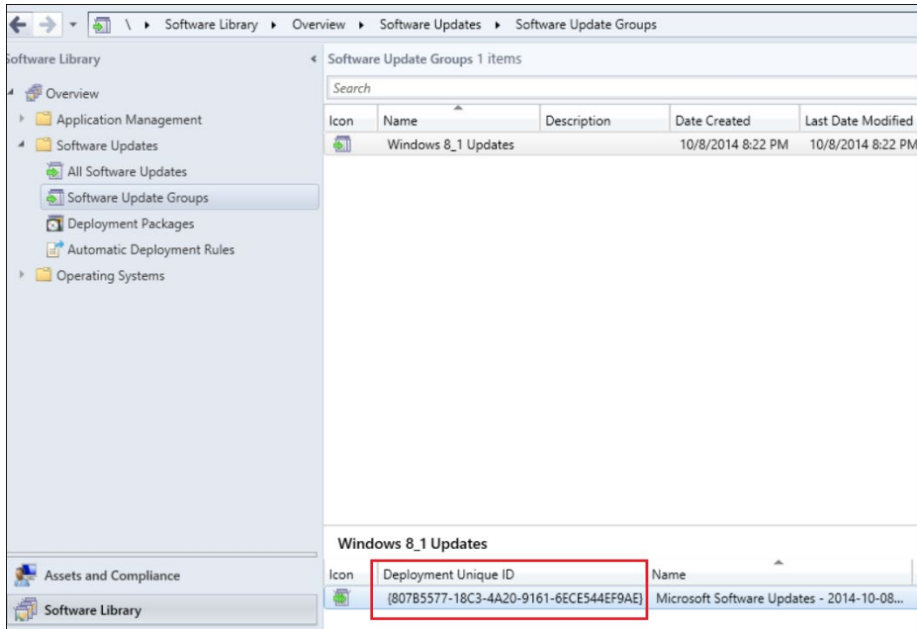 \ Software Library Overview Software Updates Software Update Groups
Software Library
Software Update Groups 1 items
Overview
Application Management
Software Updates
All Software Updates
Software Update Groups
Deployment Packages
Automatic Deployment Rules
Operating Systems
Search
Icon Name Description Date Created Last Date Modified
Windows 8_1 Updates 10/8/2014 8:22 PM 10/8/2014 8:22 PM
Windows 8_1 Updates
Icon Deployment Unique ID Name
{807B5577-18C3-4A20-9161-6ECE544EF9AE} Microsoft Software Updates - 2014-10-08...
Assets and Compliance
Software Library